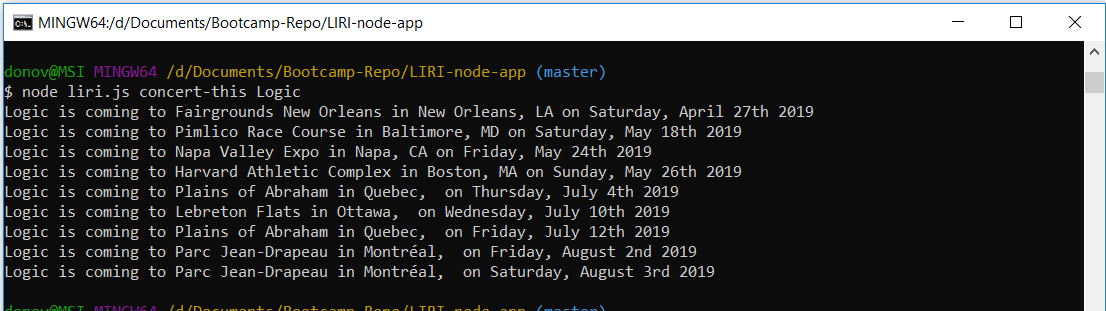 MINGW64:/d/Documents/Bootcamp-Repo/LIRI-node-app
donov@MSI MINGW64 /d/Documents/Bootcamp-Repo/LIRI-node-app (master)
$ node liri.js concert-this Logic
Logic is coming to Fairgrounds New Orleans in New Orleans, LA on Saturday, April 27th 2019
Logic is coming to Pimlico Race Course in Baltimore, MD on Saturday, May 18th 2019
Logic is coming to Napa Valley Expo in Napa, CA on Friday, May 24th 2019
Logic is coming to Harvard Athletic Complex in Boston, MA on Sunday, May 26th 2019
Logic is coming to Plains of Abraham in Quebec,  on Thursday, July 4th 2019
Logic is coming to Lebreton Flats in Ottawa,  on Wednesday, July 10th 2019
Logic is coming to Plains of Abraham in Quebec,  on Friday, July 12th 2019
Logic is coming to Parc Jean-Drapeau in Montréal,  on Friday, August 2nd 2019
Logic is coming to Parc Jean-Drapeau in Montréal,  on Saturday, August 3rd 2019
donov@MSI MINGW64 /d/Documents/Bootcamp-Repo/LIRI-node-app (master)